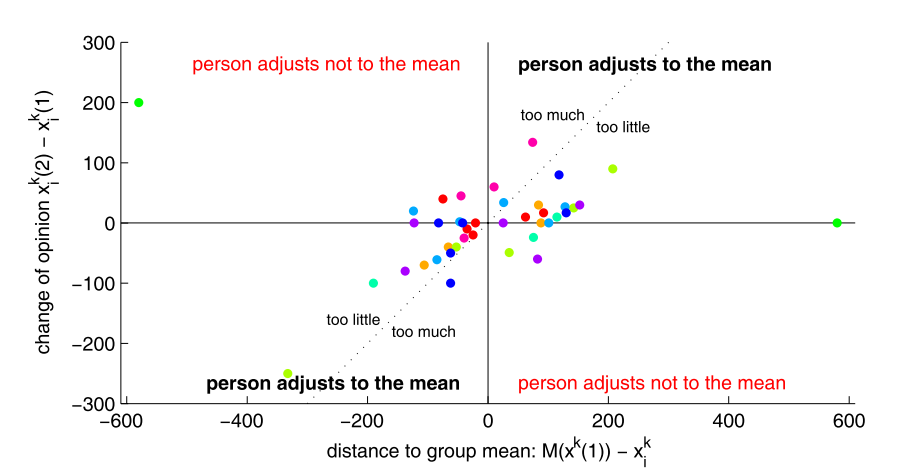 300
200
100
0
−100
−200
−300
−600
−400
−200
0
200
400
600
change of opinion x_i^k(2) − x_i^k(1)
distance to group mean: M(x^k(1)) − x_i^k
person adjusts not to the mean
person adjusts to the mean
too much
too little
too little
too much
person adjusts to the mean
person adjusts not to the mean